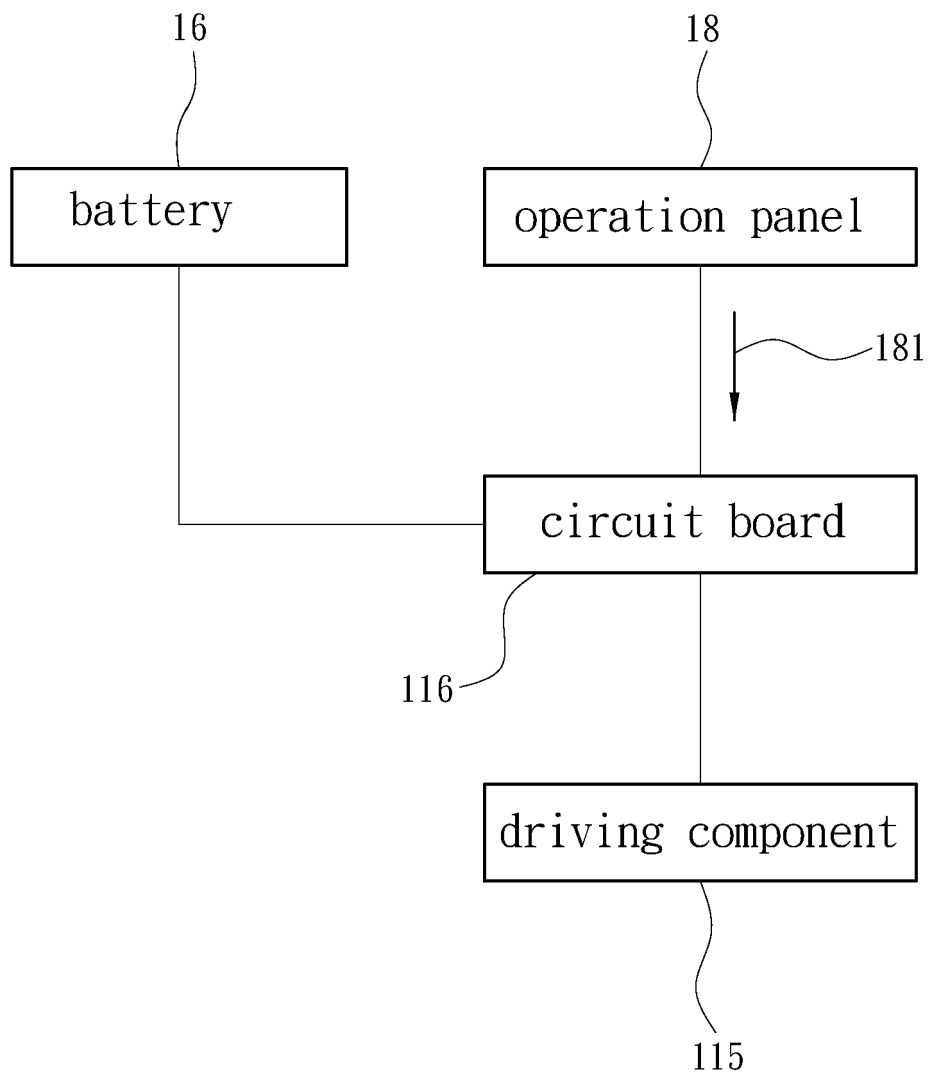 16
18
battery
operation panel
181
circuit board
116
driving component
115